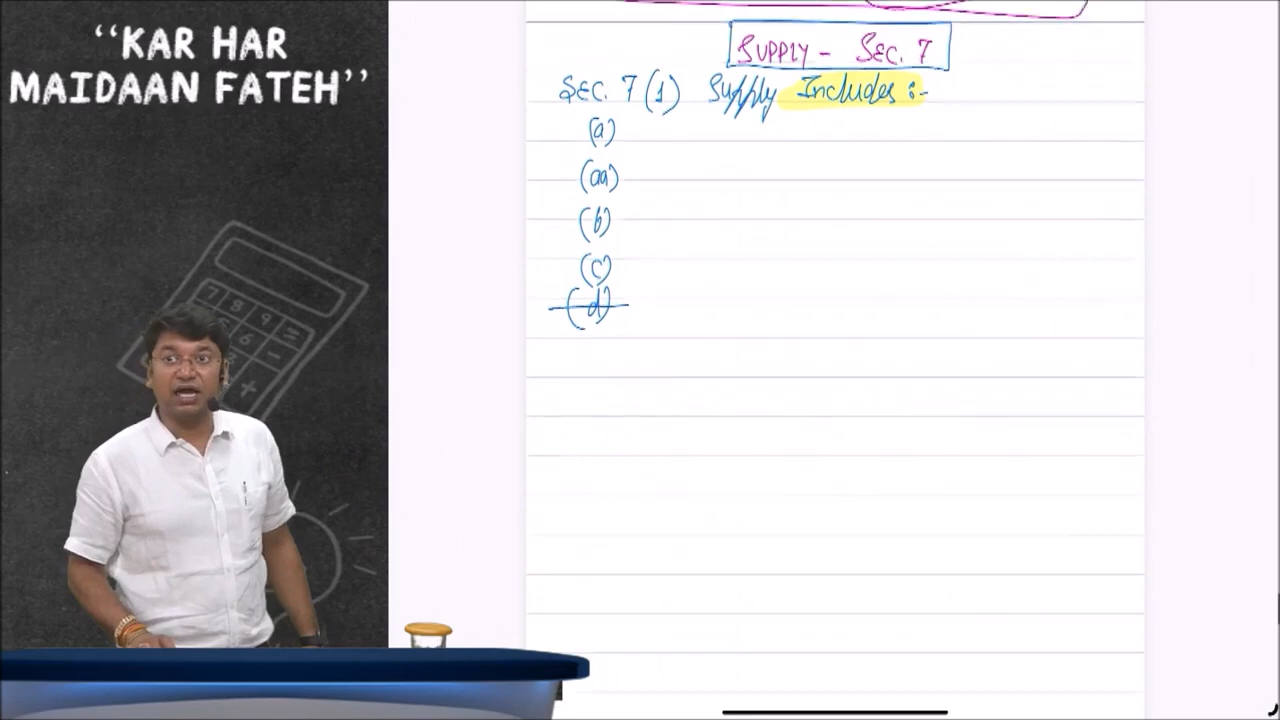 “KAR HAR
MAIDAAN FATEH”
SUPPLY - SEC. 7
SEC. 7 (1) Supply Includes :-
(a)
(aa)
(b)
(c)
(d)